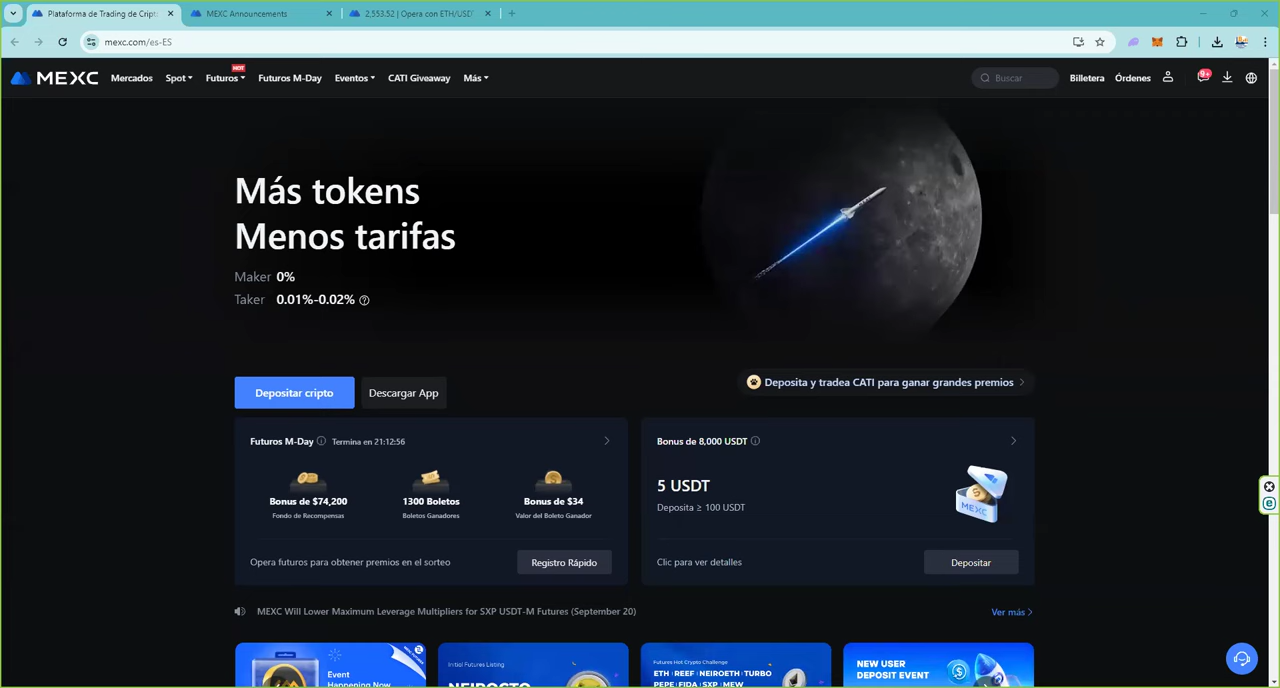 Plataforma de Trading de Cript
MEXC Announcements
2,553.52 | Opera con ETH/USDT
mexc.com/es-ES
MEXC
Mercados
Spot
Futuros
HOT
Futuros M-Day
Eventos
CATI Giveaway
Más
Buscar
Billetera
Órdenes
9+
Más tokens
Menos tarifas
Maker 0%
Taker 0.01%-0.02%
Depositar cripto
Descargar App
Deposita y tradea CATI para ganar grandes premios
Futuros M-Day Termina en 21:12:56
Bonus de $74,200
Fondo de Recompensas
1300 Boletos
Boletos Ganadores
Bonus de $34
Valor del Boleto Ganador
Opera futuros para obtener premios en el sorteo
Registro Rápido
Bonus de 8,000 USDT
5 USDT
Deposita ≥ 100 USDT
MEXC
Clic para ver detalles
Depositar
MEXC Will Lower Maximum Leverage Multipliers for SXP USDT-M Futures (September 20)
Ver más
Event
Happening Now
Initial Futures Listing
NEIROCTO
Futures Hot Crypto Challenge
ETH REEF NEIROETH TURBO
PEPE FIDA SXP MEW
NEW USER
DEPOSIT EVENT